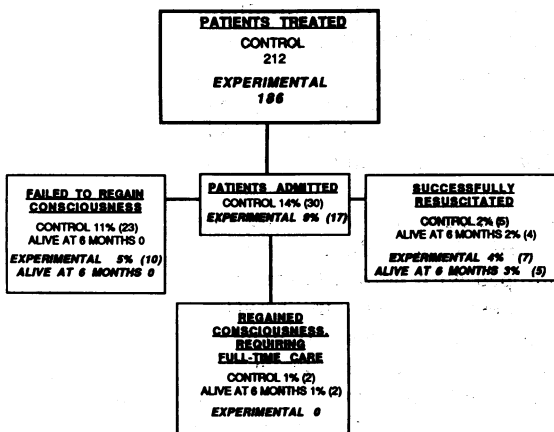 PATIENTS TREATED
CONTROL
212
EXPERIMENTAL
186
FAILED TO REGAIN
CONSCIOUSNESS
CONTROL 11% (23)
ALIVE AT 6 MONTHS 0
EXPERIMENTAL 5% (10)
ALIVE AT 6 MONTHS 0
PATIENTS ADMITTED
CONTROL 14% (30)
EXPERIMENTAL 9% (17)
SUCCESSFULLY
RESUSCITATED
CONTROL 2% (5)
ALIVE AT 6 MONTHS 2% (4)
EXPERIMENTAL 4% (7)
ALIVE AT 6 MONTHS 3% (5)
REGAINED
CONSCIOUSNESS,
REQUIRING
FULL-TIME CARE
CONTROL 1% (2)
ALIVE AT 6 MONTHS 1% (2)
EXPERIMENTAL 0